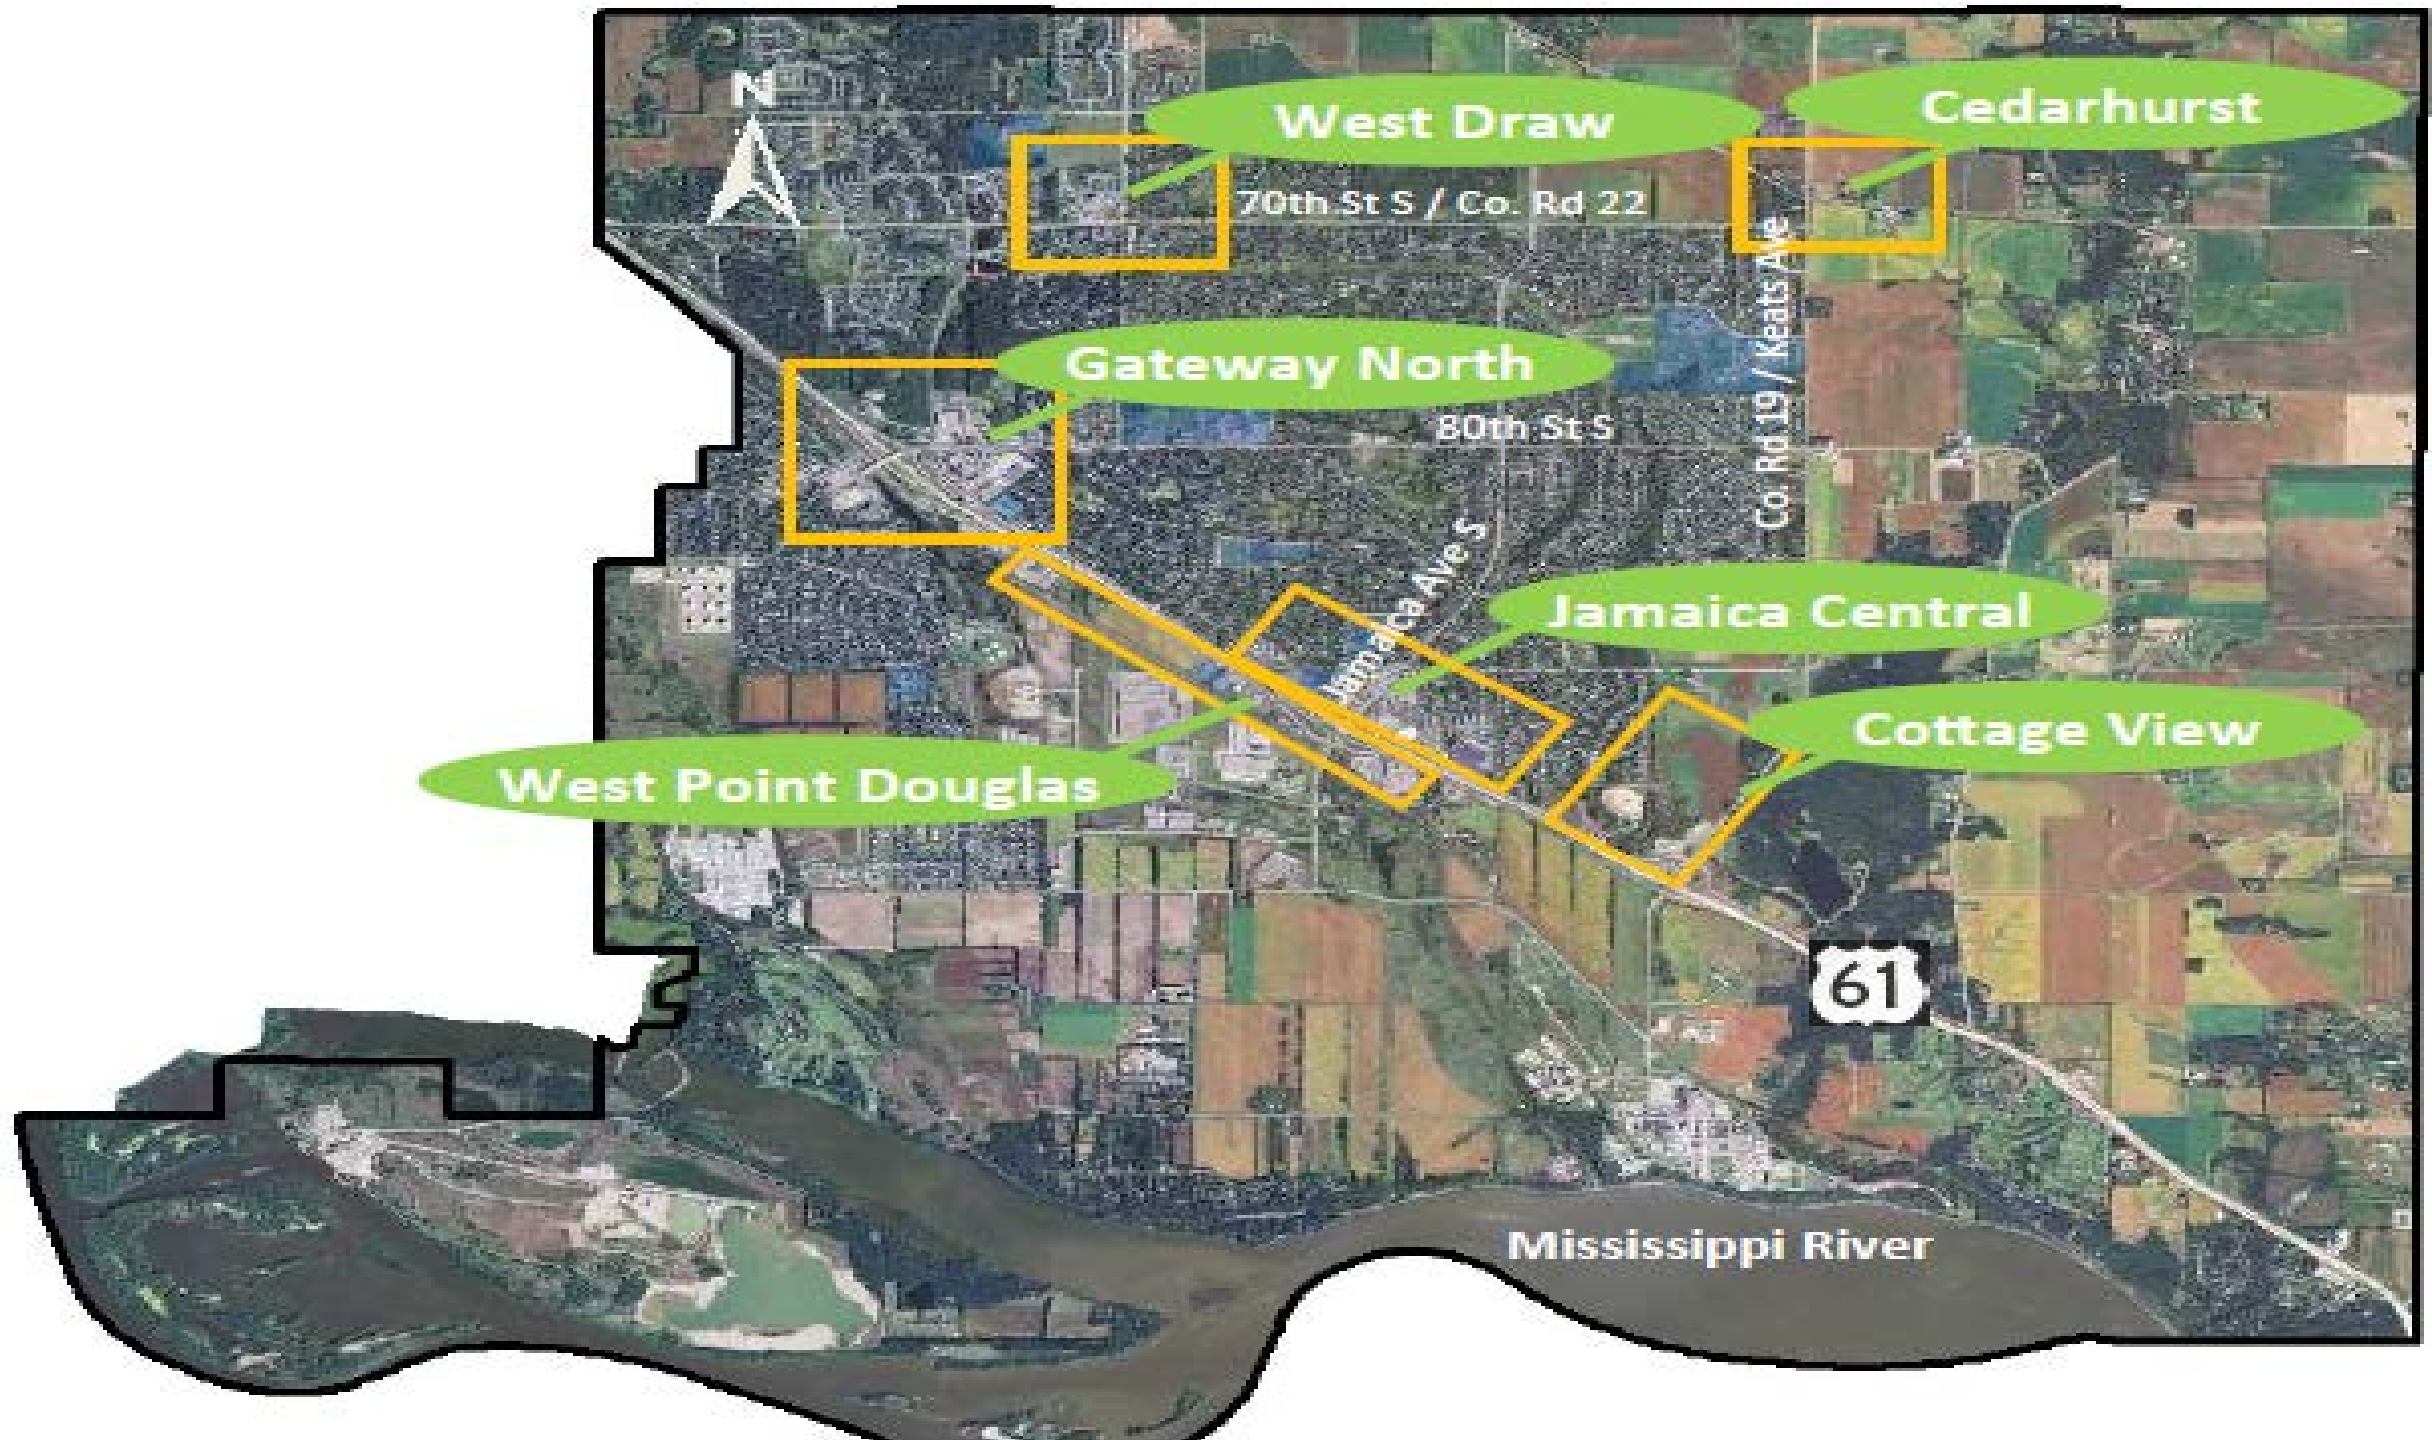 N
West Draw
Cedarhurst
70th St S / Co. Rd 22
Co. Rd 19 / Keats Ave
Gateway North
80th St S
Jamaica Ave S
Jamaica Central
Cottage View
West Point Douglas
61
Mississippi River